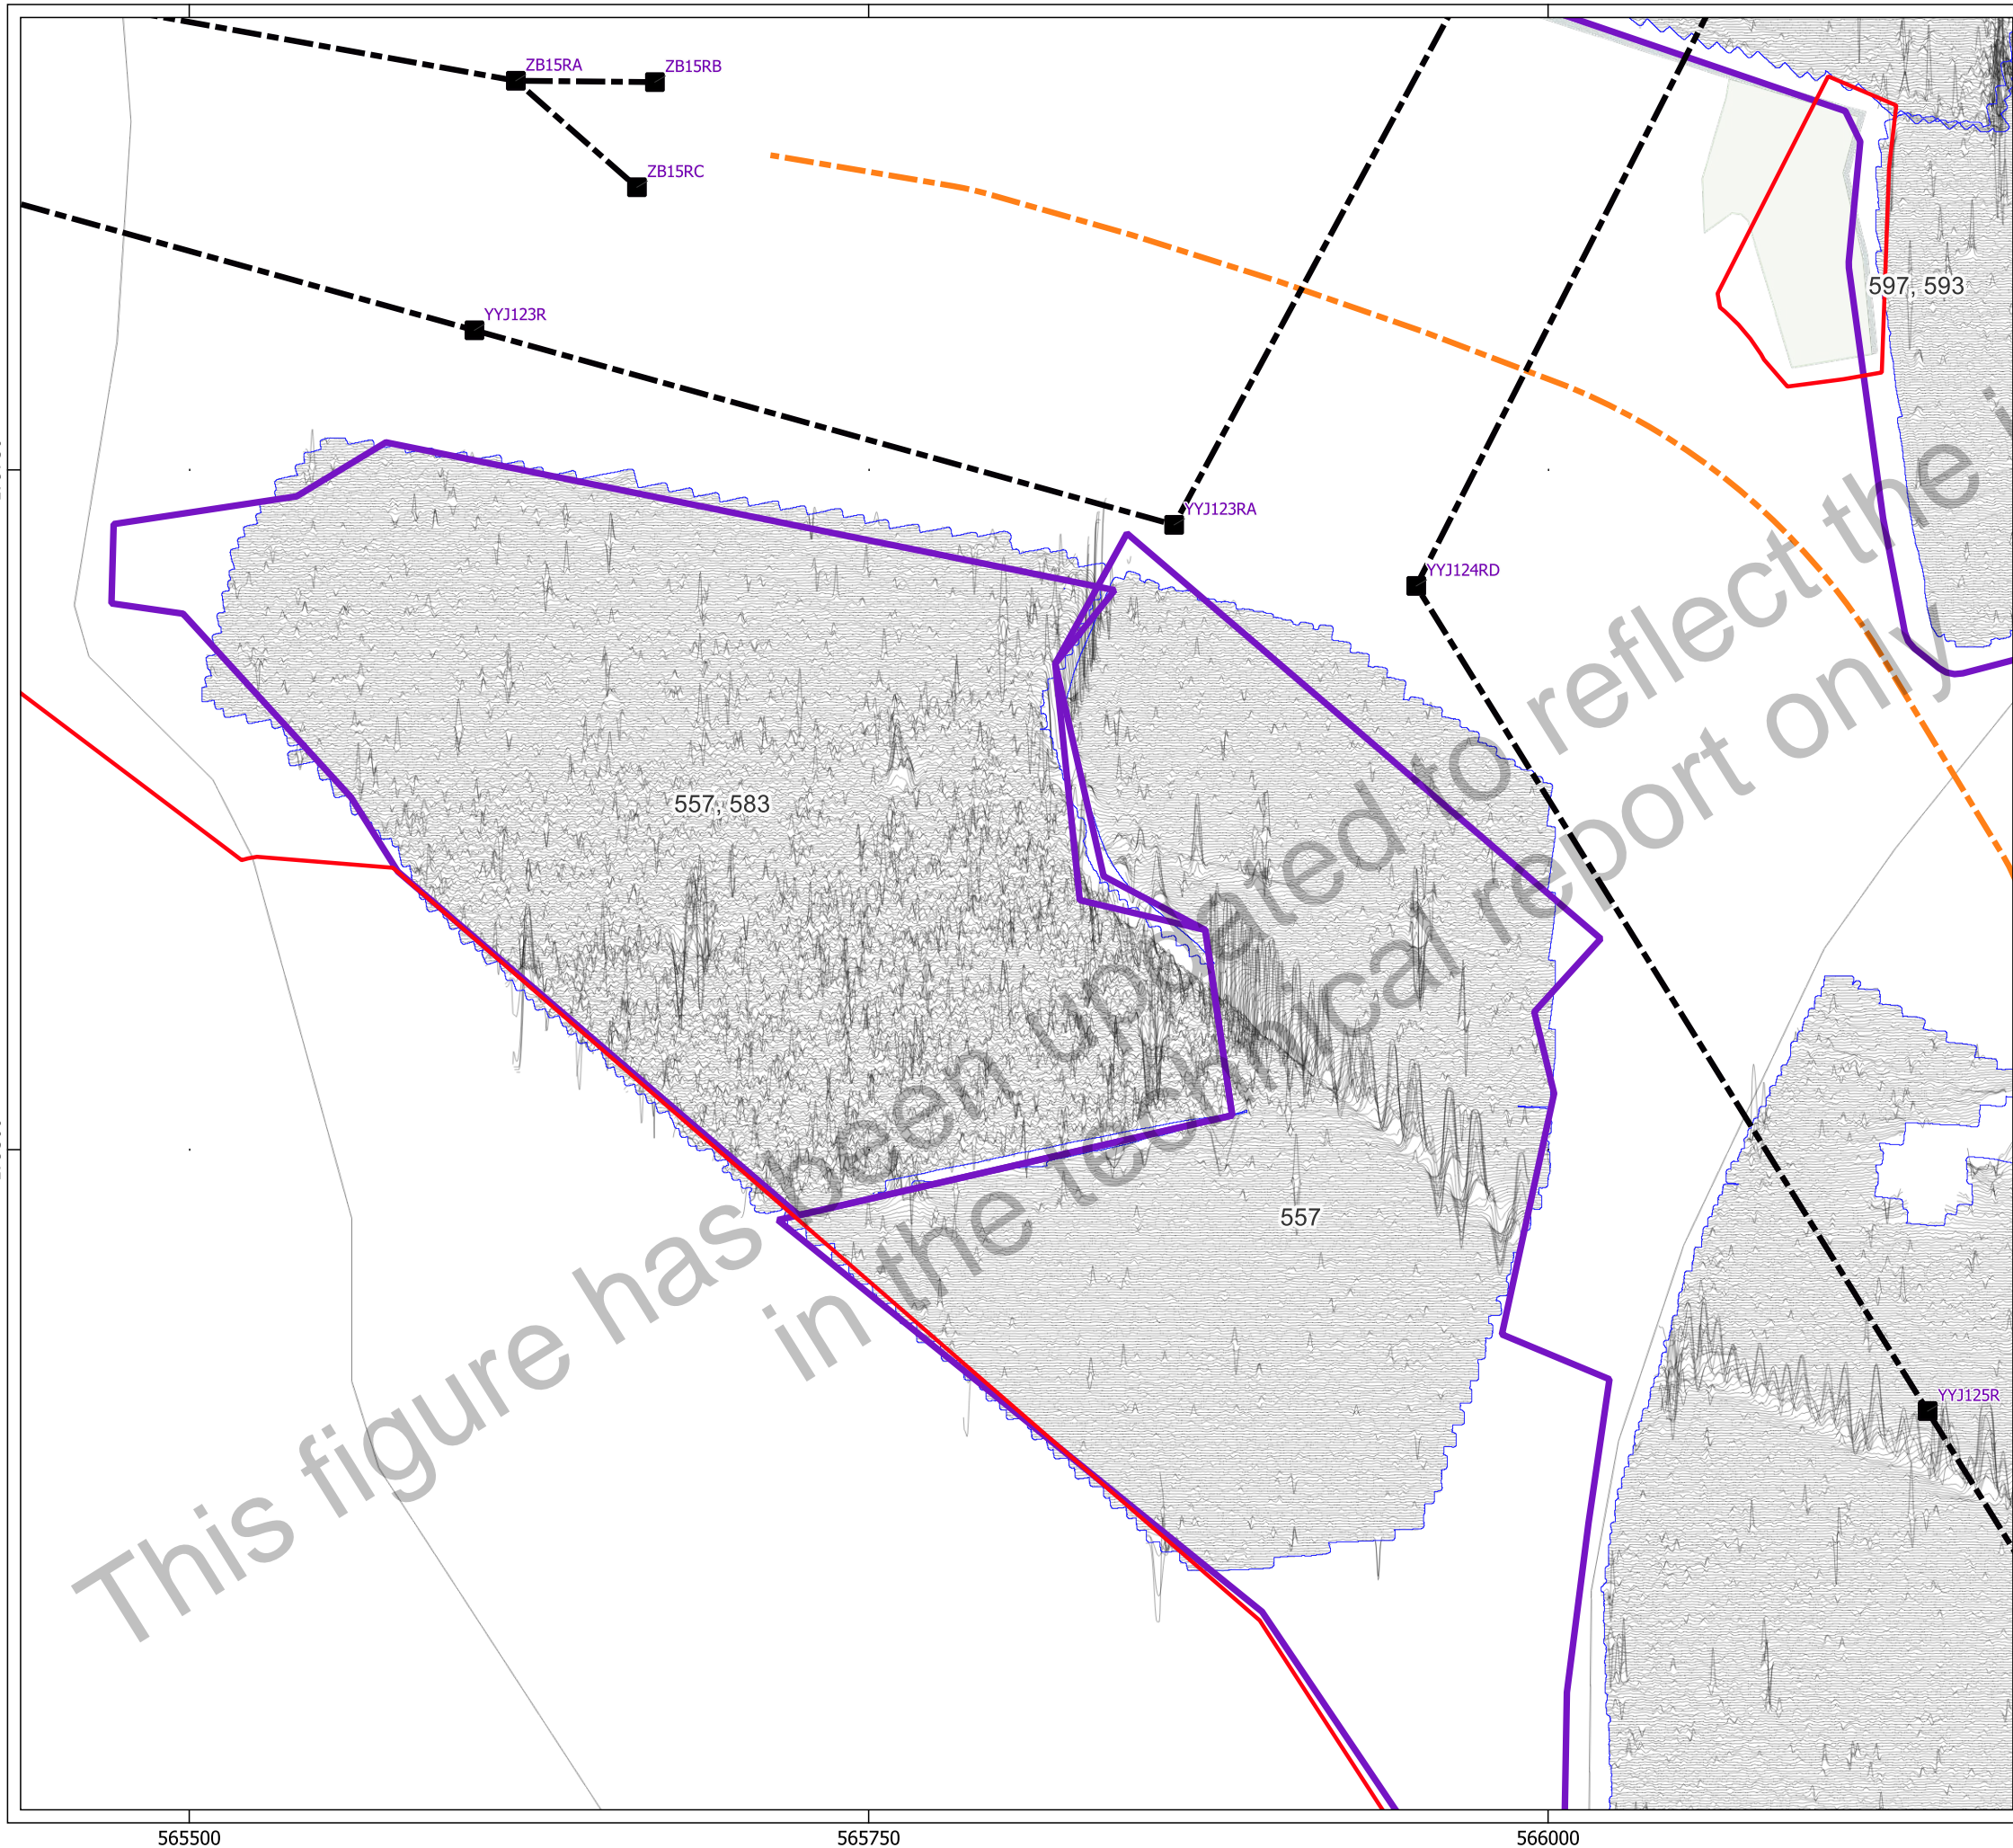 ZB15RA
ZB15RB
ZB15RC
YYJ123R
597, 593
YYJ123RA
YYJ124RD
557, 583
557
YYJ125R
This figure has been updated to reflect the i
in the technical report only
565500
565750
566000